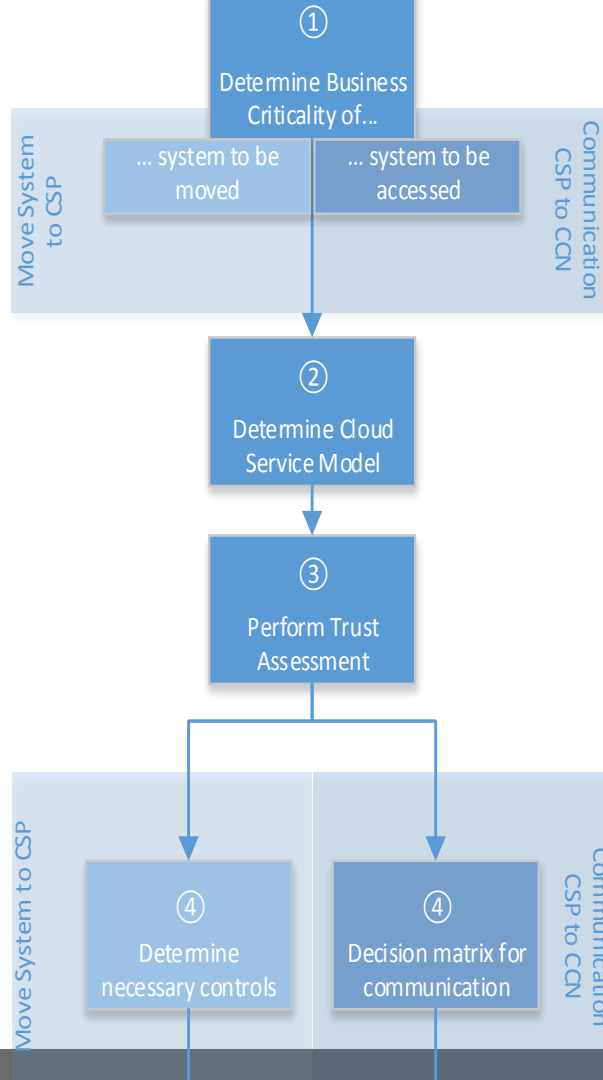 ①
Determine Business
Criticality of...
... system to be
moved
... system to be
accessed
Move System
to CSP
Communication
CSP to CCN
②
Determine Cloud
Service Model
③
Perform Trust
Assessment
Move System to CSP
④
Determine
necessary controls
④
Decision matrix for
communication
Communication
CSP to CCN